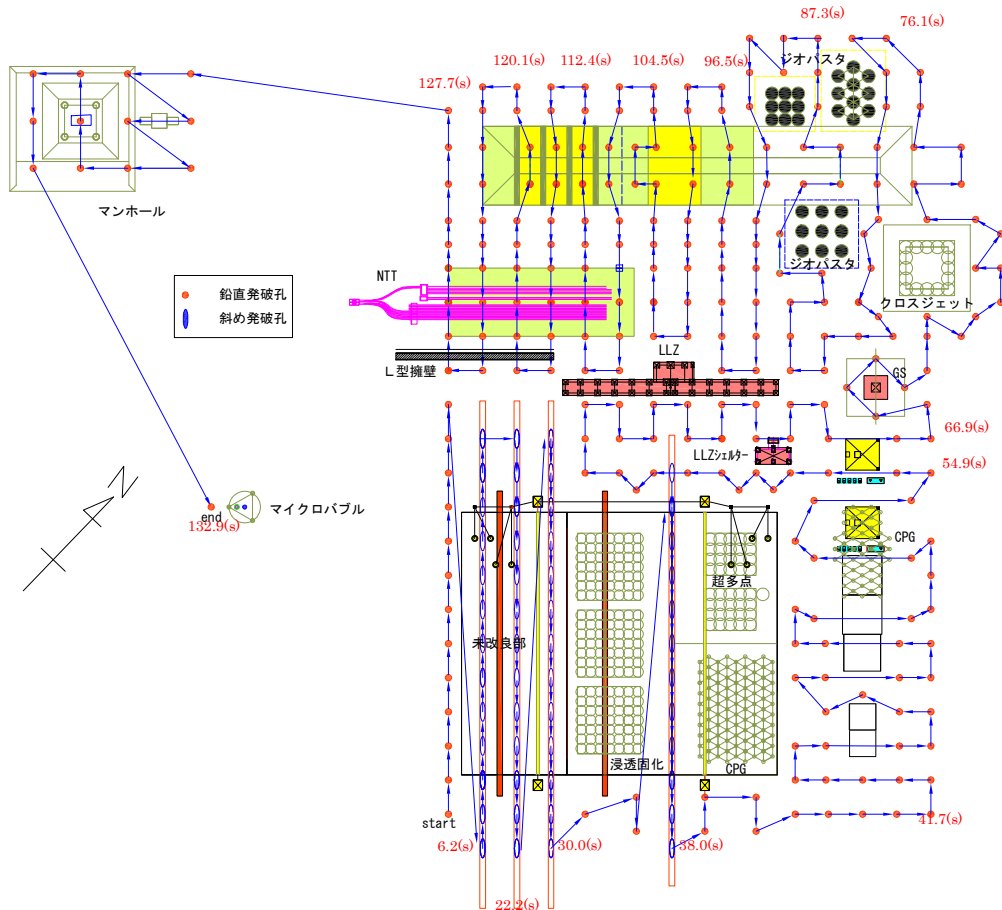 87.3(s)
76.1(s)
ジオパスタ
120.1(s)
112.4(s)
104.5(s)
96.5(s)
127.7(s)
マンホール
N
ジオパスタ
NTT
クロスジェット
鉛直発破孔
斜め発破孔
LLZ
L型擁壁
GS
66.9(s)
LLZｼｪﾙﾀｰ
54.9(s)
マイクロバブル
end
132.9(s)
CPG
超多点
未改良部
浸透固化
CPG
start
41.7(s)
6.2(s)
30.0(s)
38.0(s)
22.2(s)